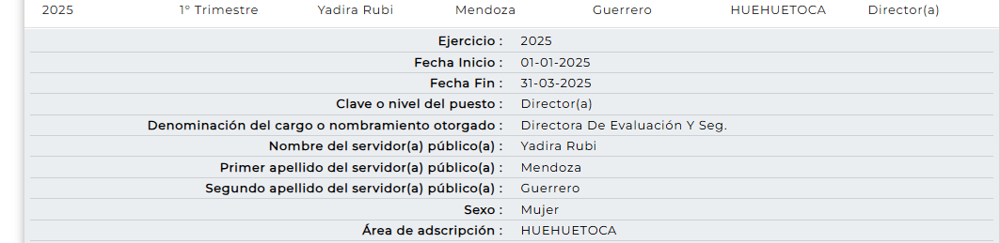 2025 1° Trimestre Yadira Rubi Mendoza Guerrero HUEHUETOCA Director(a)
Ejercicio : 2025
Fecha Inicio : 01-01-2025
Fecha Fin : 31-03-2025
Clave o nivel del puesto : Director(a)
Denominación del cargo o nombramiento otorgado : Directora De Evaluación Y Seg.
Nombre del servidor(a) público(a) : Yadira Rubi
Primer apellido del servidor(a) público(a) : Mendoza
Segundo apellido del servidor(a) público(a) : Guerrero
Sexo : Mujer
Área de adscripción : HUEHUETOCA